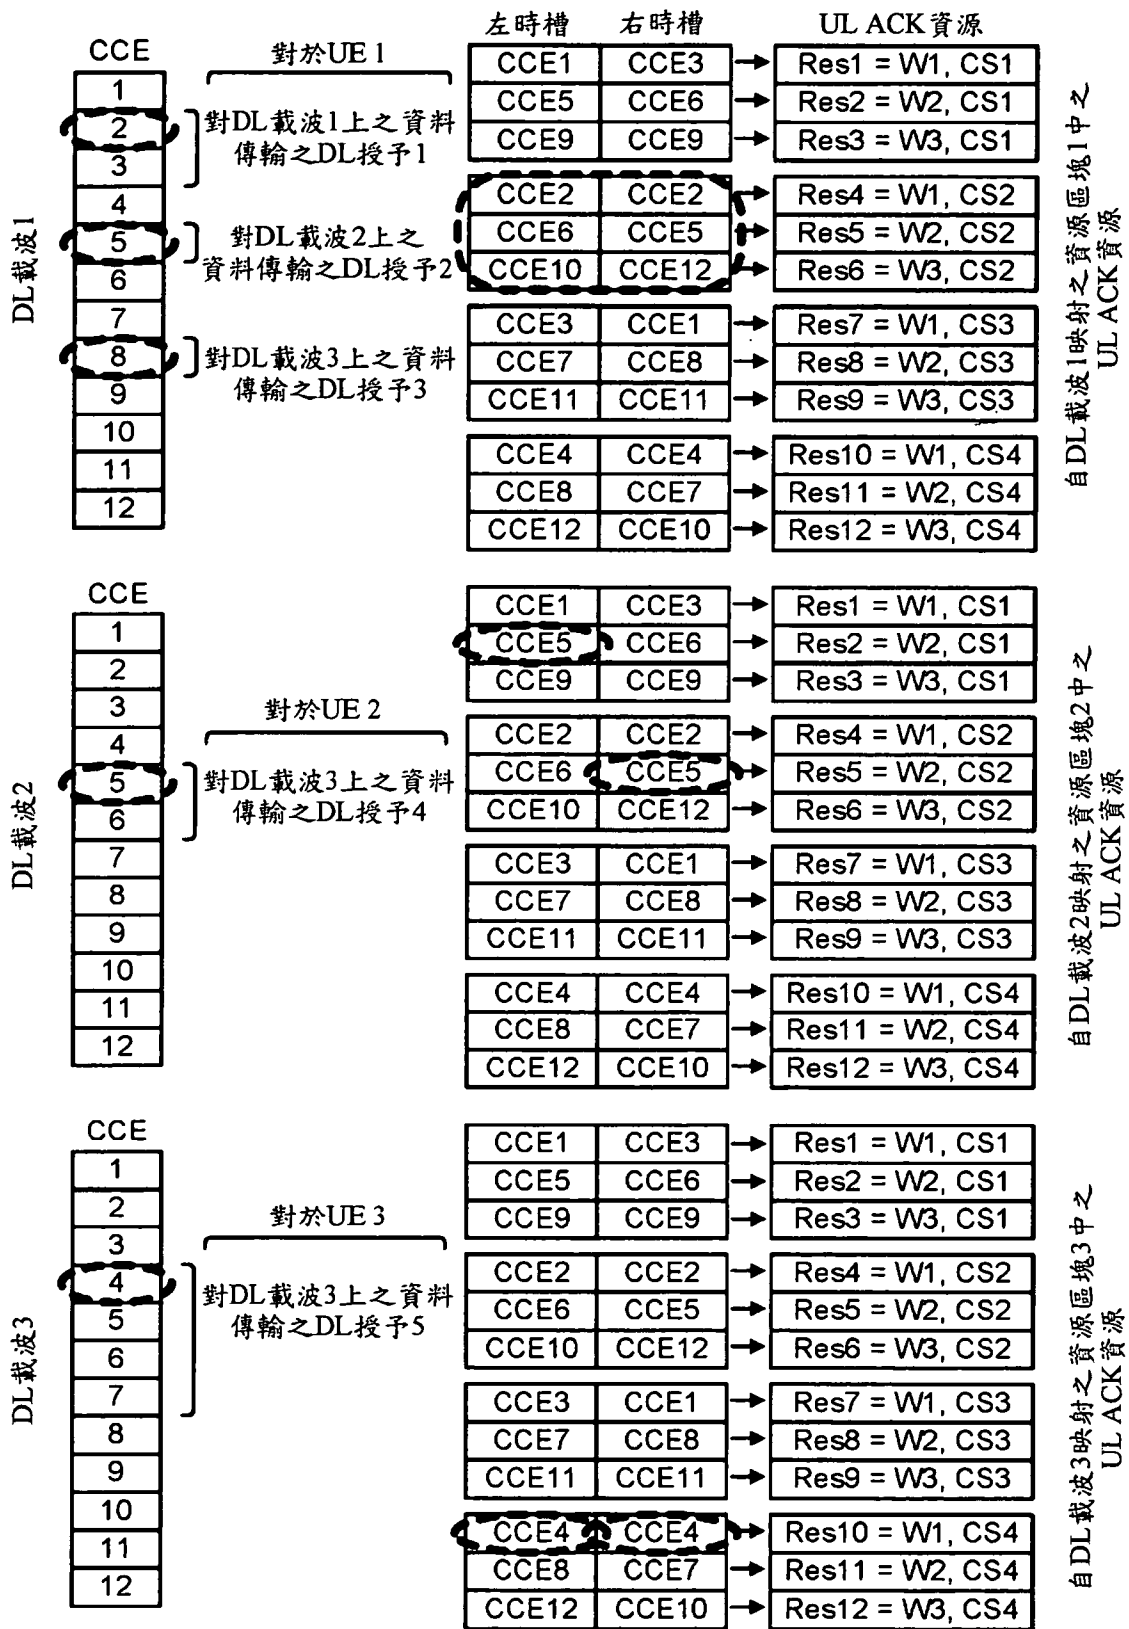 左時槽 右時槽 UL ACK資源
CCE
對於UE 1
DL載波1
1
2
3
4
5
6
7
8
9
10
11
12
對DL載波1上之資料
傳輸之DL授予1
對DL載波2上之
資料傳輸之DL授予2
對DL載波3上之資料
傳輸之DL授予3
CCE1 CCE3 Res1 = W1, CS1
CCE5 CCE6 Res2 = W2, CS1
CCE9 CCE9 Res3 = W3, CS1
CCE2 CCE2 Res4 = W1, CS2
CCE6 CCE5 Res5 = W2, CS2
CCE10 CCE12 Res6 = W3, CS2
CCE3 CCE1 Res7 = W1, CS3
CCE7 CCE8 Res8 = W2, CS3
CCE11 CCE11 Res9 = W3, CS3
CCE4 CCE4 Res10 = W1, CS4
CCE8 CCE7 Res11 = W2, CS4
CCE12 CCE10 Res12 = W3, CS4
自DL載波1映射之資源區塊1中之
UL ACK資源
CCE
對於UE 2
DL載波2
1
2
3
4
5
6
7
8
9
10
11
12
對DL載波3上之資料
傳輸之DL授予4
CCE1 CCE3 Res1 = W1, CS1
CCE5 CCE6 Res2 = W2, CS1
CCE9 CCE9 Res3 = W3, CS1
CCE2 CCE2 Res4 = W1, CS2
CCE6 CCE5 Res5 = W2, CS2
CCE10 CCE12 Res6 = W3, CS2
CCE3 CCE1 Res7 = W1, CS3
CCE7 CCE8 Res8 = W2, CS3
CCE11 CCE11 Res9 = W3, CS3
CCE4 CCE4 Res10 = W1, CS4
CCE8 CCE7 Res11 = W2, CS4
CCE12 CCE10 Res12 = W3, CS4
自DL載波2映射之資源區塊2中之
UL ACK資源
CCE
對於UE 3
DL載波3
1
2
3
4
5
6
7
8
9
10
11
12
對DL載波3上之資料
傳輸之DL授予5
CCE1 CCE3 Res1 = W1, CS1
CCE5 CCE6 Res2 = W2, CS1
CCE9 CCE9 Res3 = W3, CS1
CCE2 CCE2 Res4 = W1, CS2
CCE6 CCE5 Res5 = W2, CS2
CCE10 CCE12 Res6 = W3, CS2
CCE3 CCE1 Res7 = W1, CS3
CCE7 CCE8 Res8 = W2, CS3
CCE11 CCE11 Res9 = W3, CS3
CCE4 CCE4 Res10 = W1, CS4
CCE8 CCE7 Res11 = W2, CS4
CCE12 CCE10 Res12 = W3, CS4
自DL載波3映射之資源區塊3中之
UL ACK資源